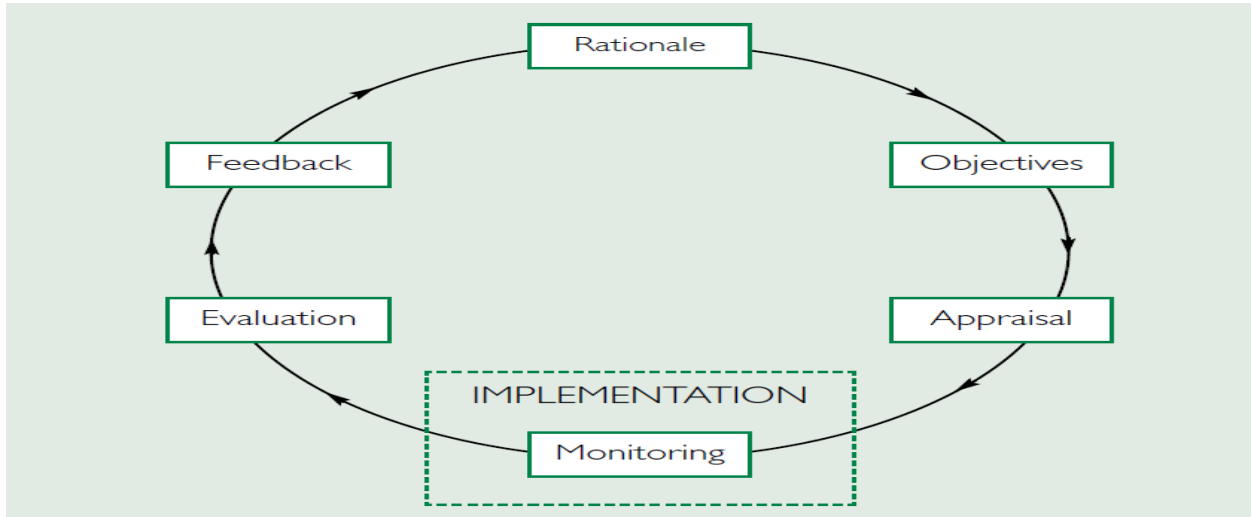 Rationale
Feedback
Objectives
Evaluation
Appraisal
IMPLEMENTATION
Monitoring